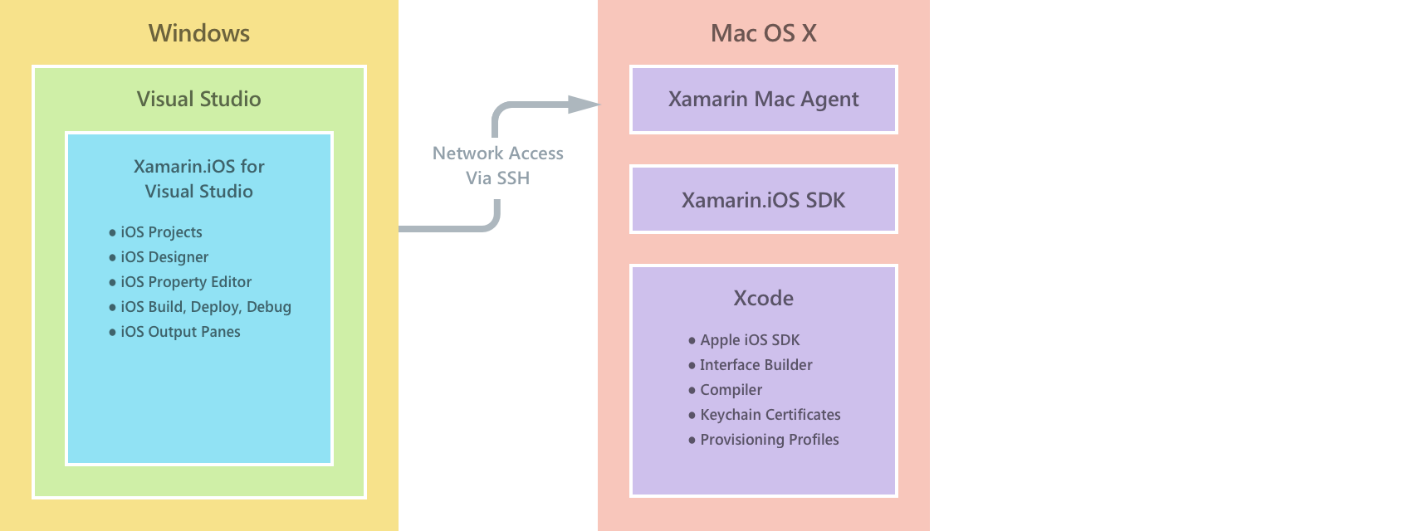 Windows
Visual Studio
Xamarin.iOS for
Visual Studio
● iOS Projects
● iOS Designer
● iOS Property Editor
● iOS Build, Deploy, Debug
● iOS Output Panes
Network Access
Via SSH
Mac OS X
Xamarin Mac Agent
Xamarin.iOS SDK
Xcode
● Apple iOS SDK
● Interface Builder
● Compiler
● Keychain Certificates
● Provisioning Profiles